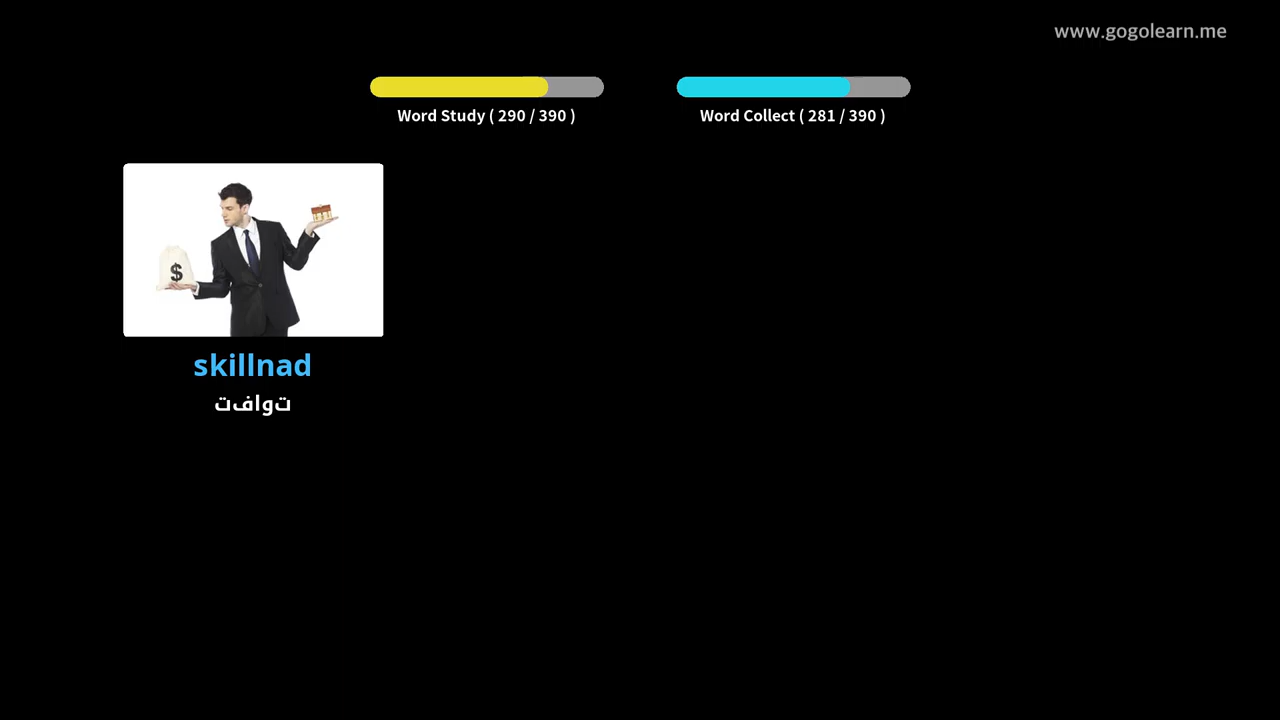 www.gogolearn.me
Word Study ( 290 / 390 )
Word Collect ( 281 / 390 )
$
skillnad
تفاوت